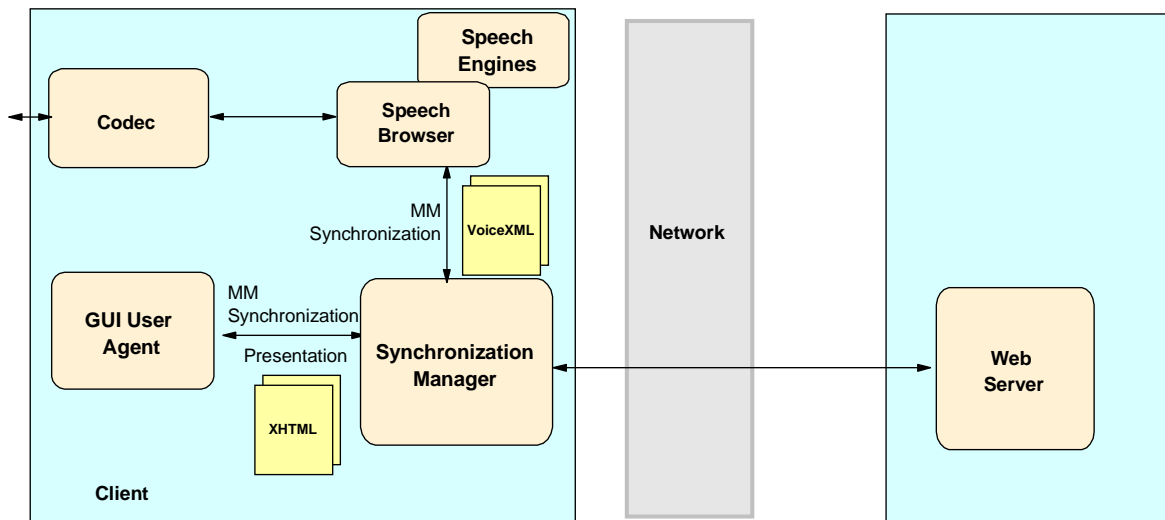 Speech
Engines
Codec
Speech
Browser
MM
Synchronization
VoiceXML
Network
GUI User
Agent
MM
Synchronization
Presentation
XHTML
Synchronization
Manager
Web
Server
Client